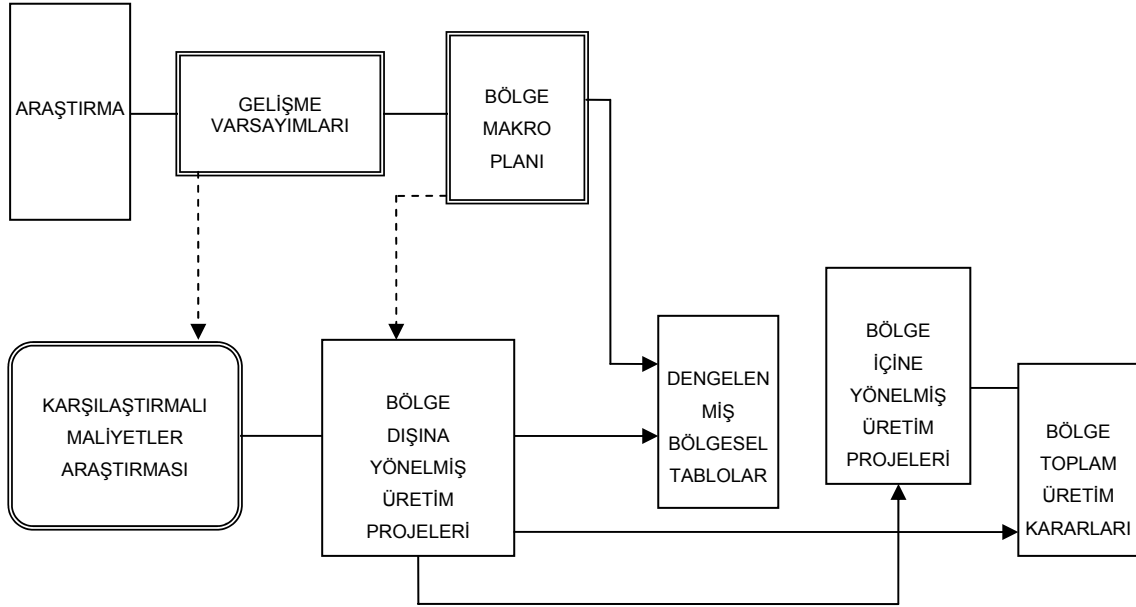 ARAŞTIRMA
GELİŞME
VARSAYIMLARI
BÖLGE
MAKRO
PLANI
KARŞILAŞTIRMALI
MALİYETLER
ARAŞTIRMASI
BÖLGE
DIŞINA
YÖNELMİŞ
ÜRETİM
PROJELERİ
DENGELEN
MİŞ
BÖLGESEL
TABLOLAR
BÖLGE
İÇİNE
YÖNELMİŞ
ÜRETİM
PROJELERİ
BÖLGE
TOPLAM
ÜRETİM
KARARLARI